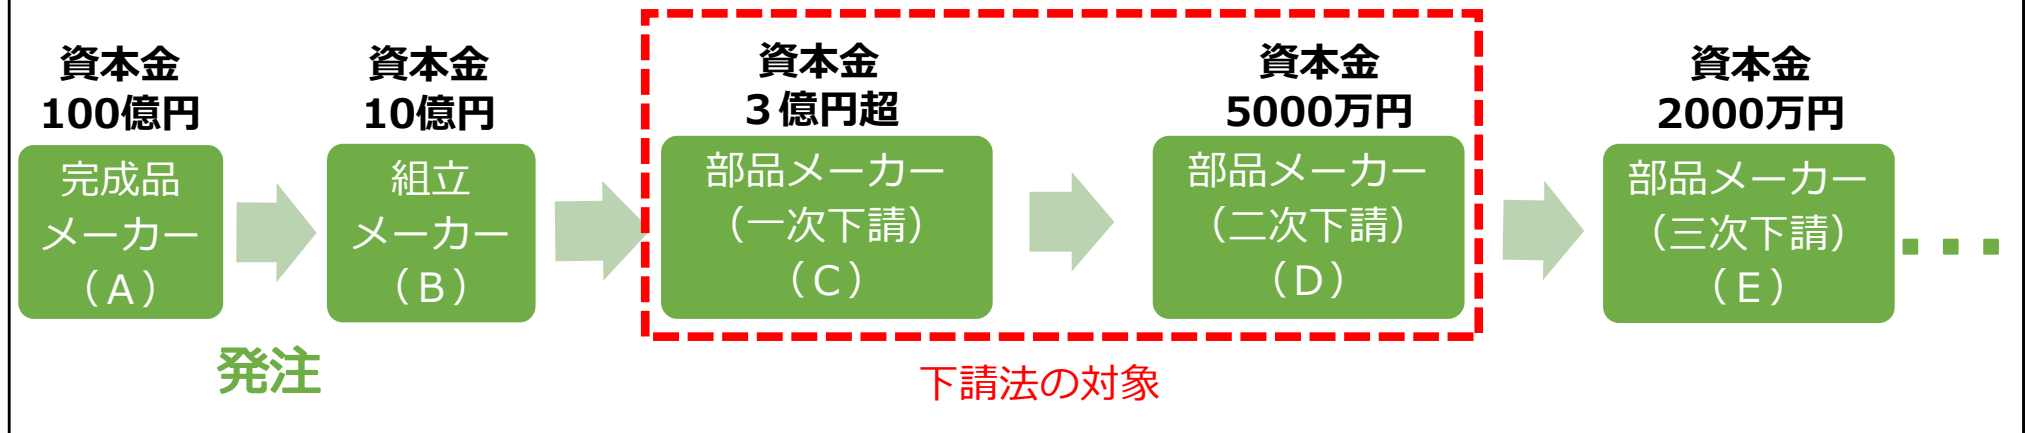 資本金
100億円
完成品
メーカー
（A）
資本金
10億円
組立
メーカー
（B）
資本金
３億円超
部品メーカー
（一次下請）
（C）
資本金
5000万円
部品メーカー
（二次下請）
（D）
資本金
2000万円
部品メーカー
（三次下請）
（E）
発注
下請法の対象